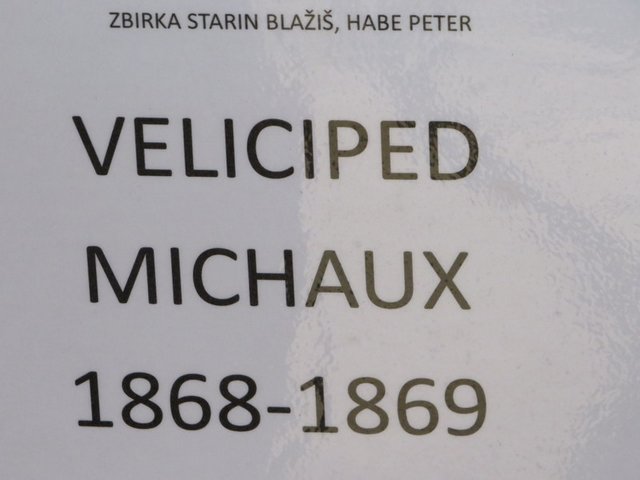 ZBIRKA STARIN BLAŽIŠ, HABE PETER
VELICIPED
MICHAUX
1868-1869